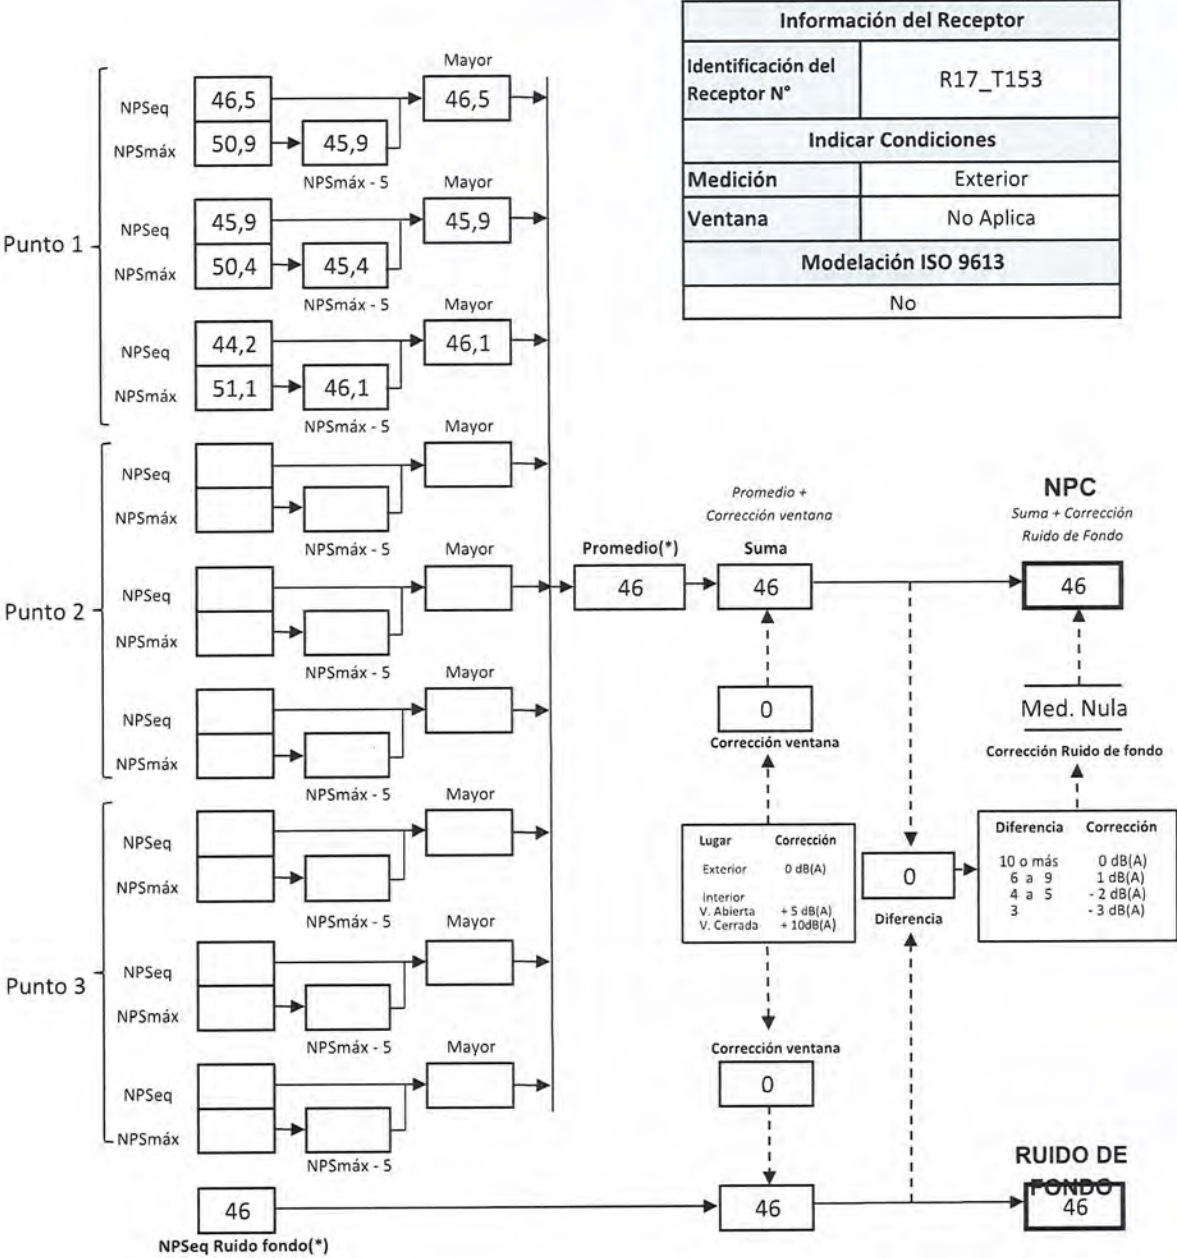 Información del Receptor
Identificación del
Receptor N°
R17_T153
Indicar Condiciones
Medición
Exterior
Ventana
No Aplica
Modelación ISO 9613
No
Punto 1
Mayor
NPSeq
46,5
46,5
NPSmáx
50,9
45,9
NPSmáx - 5
Mayor
NPSeq
45,9
45,9
NPSmáx
50,4
45,4
NPSmáx - 5
Mayor
NPSeq
44,2
46,1
NPSmáx
51,1
46,1
NPSmáx - 5
Punto 2
Mayor
NPSeq
NPSmáx
NPSmáx - 5
Mayor
NPSeq
NPSmáx
NPSmáx - 5
Mayor
NPSeq
NPSmáx
NPSmáx - 5
Punto 3
Mayor
NPSeq
NPSmáx
NPSmáx - 5
Mayor
NPSeq
NPSmáx
NPSmáx - 5
Mayor
NPSeq
NPSmáx
NPSmáx - 5
Promedio(*)
46
Promedio +
Corrección ventana
Suma
46
NPC
Suma + Corrección
Ruido de Fondo
46
0
Corrección ventana
Med. Nula
Corrección Ruido de fondo
Lugar Corrección
Exterior 0 dB(A)
Interior
V. Abierta + 5 dB(A)
V. Cerrada + 10dB(A)
0
Diferencia
Diferencia Corrección
10 o más 0 dB(A)
6 a 9 1 dB(A)
4 a 5 - 2 dB(A)
3 - 3 dB(A)
Corrección ventana
0
46
NPSeq Ruido fondo(*)
46
RUIDO DE
FONDO
46